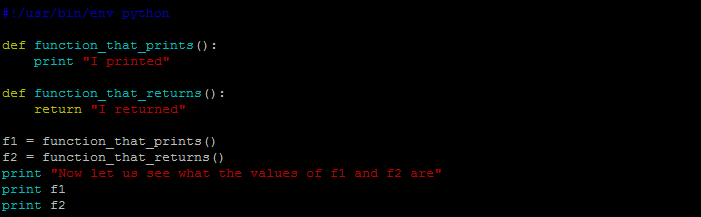 #!/usr/bin/env python
def function_that_prints():
    print "I printed"
def function_that_returns():
    return "I returned"
f1 = function_that_prints()
f2 = function_that_returns()
print "Now let us see what the values of f1 and f2 are"
print f1
print f2